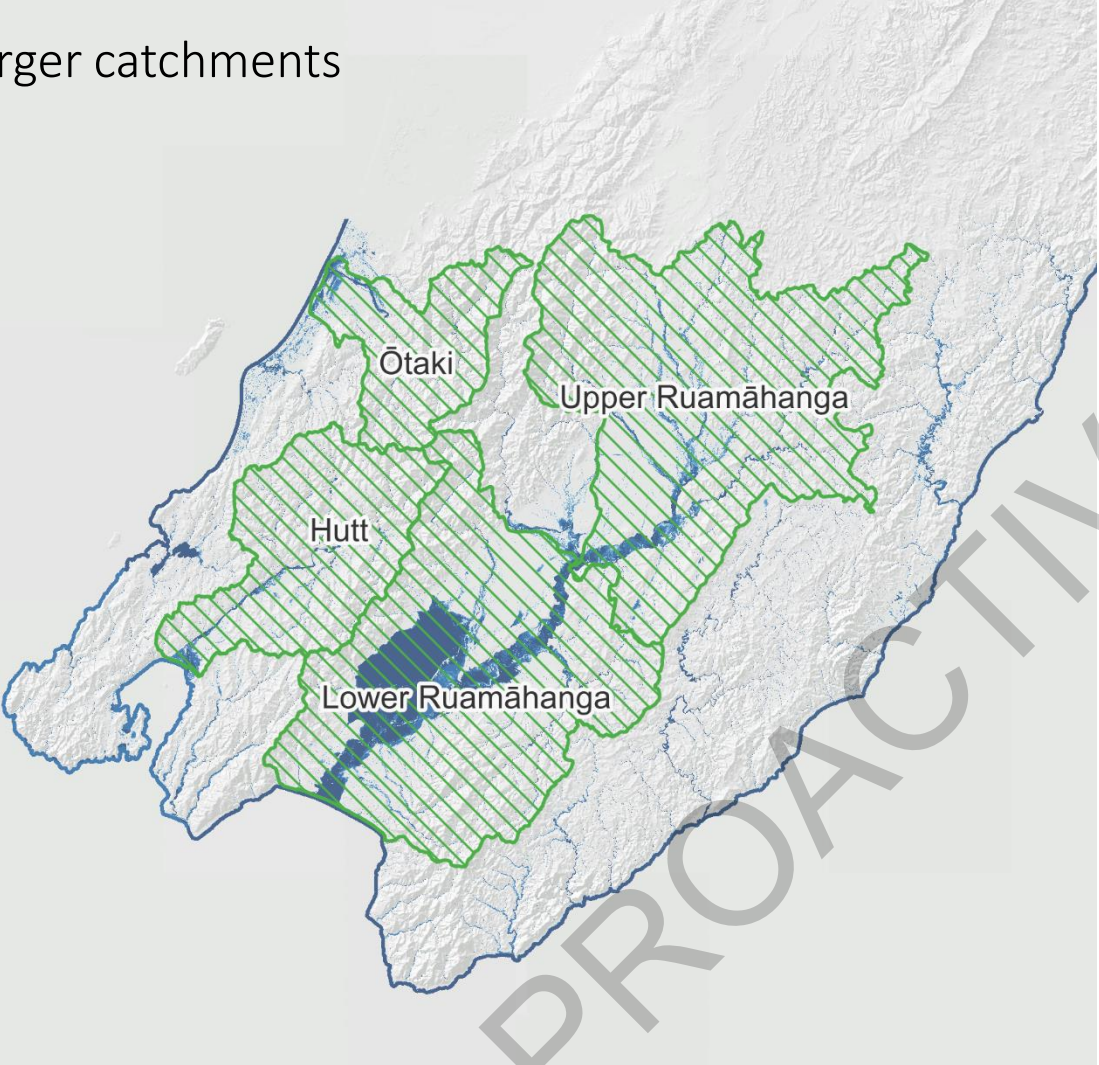 rger catchments
Ōtaki
Upper Ruamāhanga
Hutt
Lower Ruamāhanga
PROACTIV